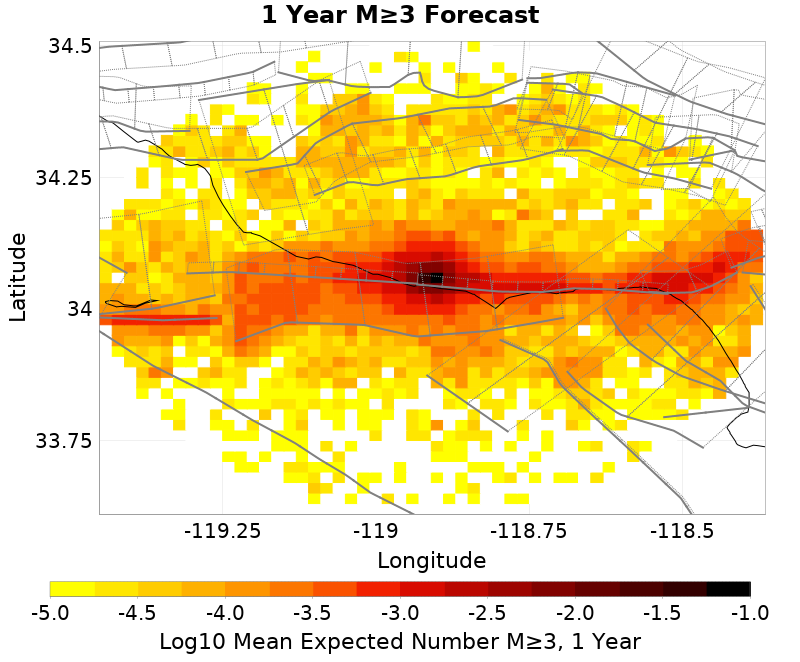 1 Year M≥3 Forecast
34.5
34.25
34
33.75
Latitude
-119.25 -119 -118.75 -118.5
Longitude
-5.0 -4.5 -4.0 -3.5 -3.0 -2.5 -2.0 -1.5 -1.0
Log10 Mean Expected Number M≥3, 1 Year